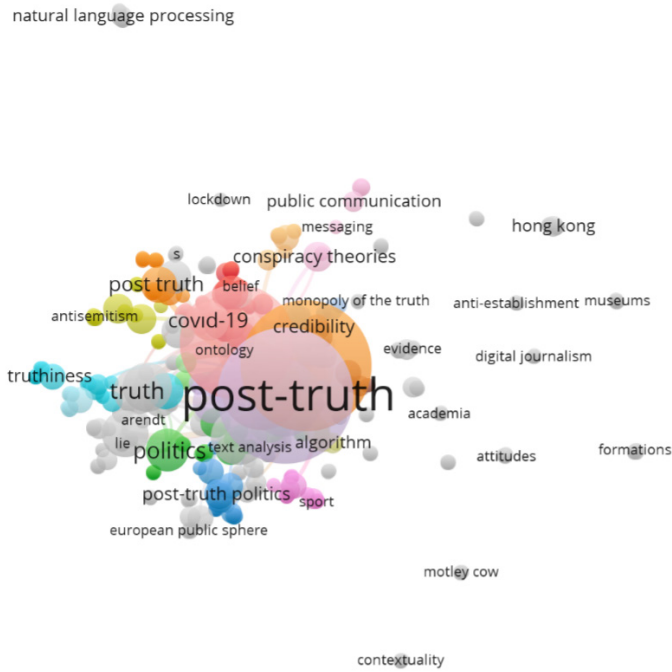 natural language processing
lockdown
public communication
messaging
hong kong
s
conspiracy theories
post truth
belief
monopoly of the truth
anti-establishment
museums
antisemitism
covid-19
credibility
ontology
evidence
digital journalism
truthiness
truth
post-truth
arendt
academia
lie
politics
text analysis
algorithm
attitudes
formations
post-truth politics
sport
european public sphere
motley cow
contextuality